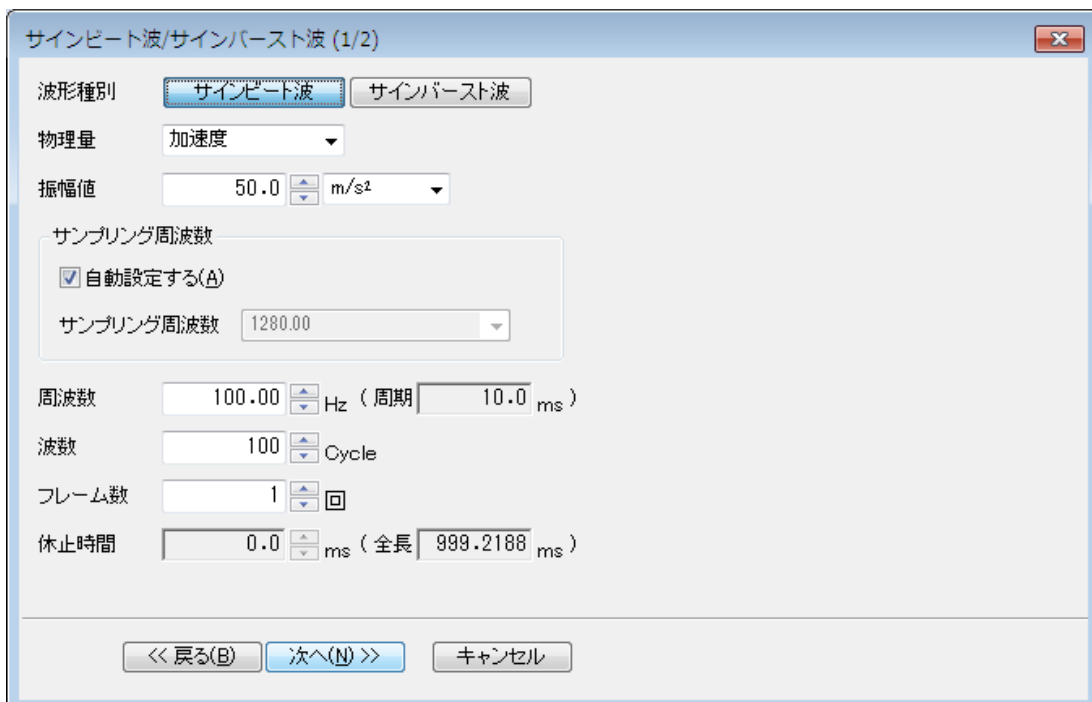 サインビート波/サインバースト波 (1/2)
波形種別 サインビート波 サインバースト波
物理量 加速度
振幅値 50.0 m/s²
サンプリング周波数
自動設定する(A)
サンプリング周波数 1280.00
周波数 100.00 Hz ( 周期 10.0 ms )
波数 100 Cycle
フレーム数 1 回
休止時間 0.0 ms ( 全長 999.2188 ms )
<< 戻る(B) 次へ(N) >> キャンセル